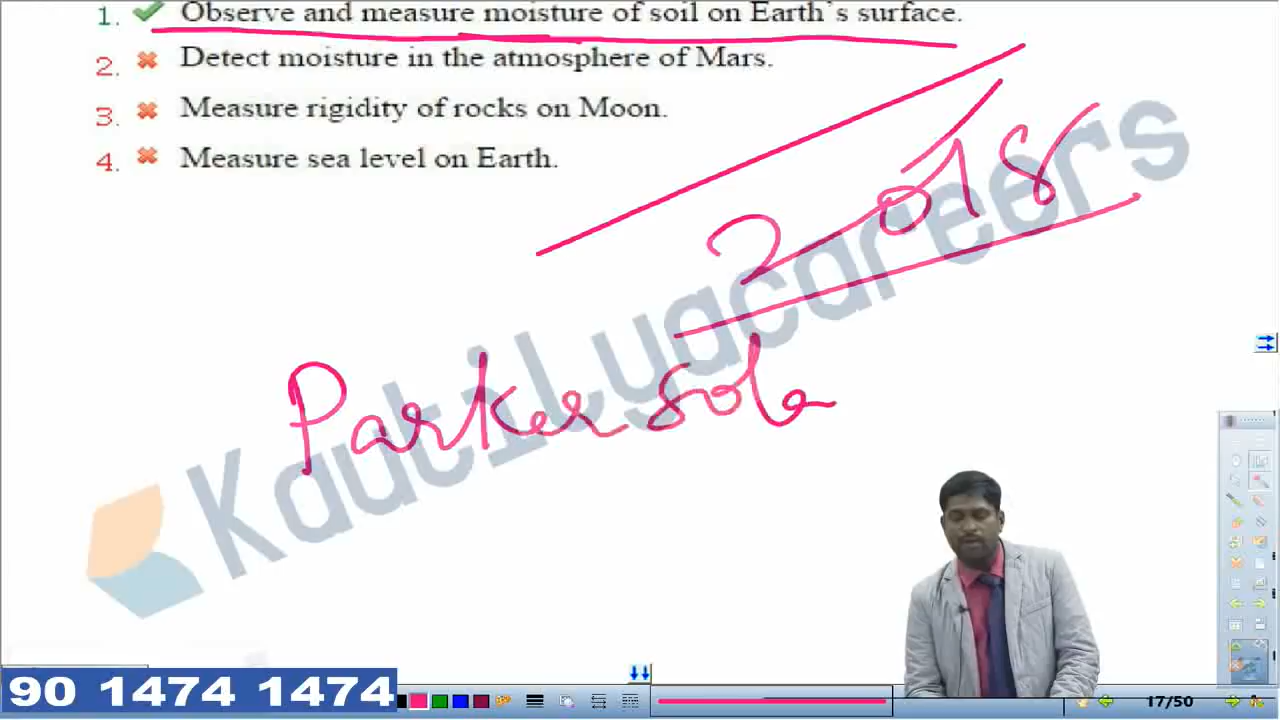 1. Observe and measure moisture of soil on Earth's surface.
2. Detect moisture in the atmosphere of Mars.
3. Measure rigidity of rocks on Moon.
4. Measure sea level on Earth.
2018
Parker sola
Kautilyacareers
90 1474 1474
17/50